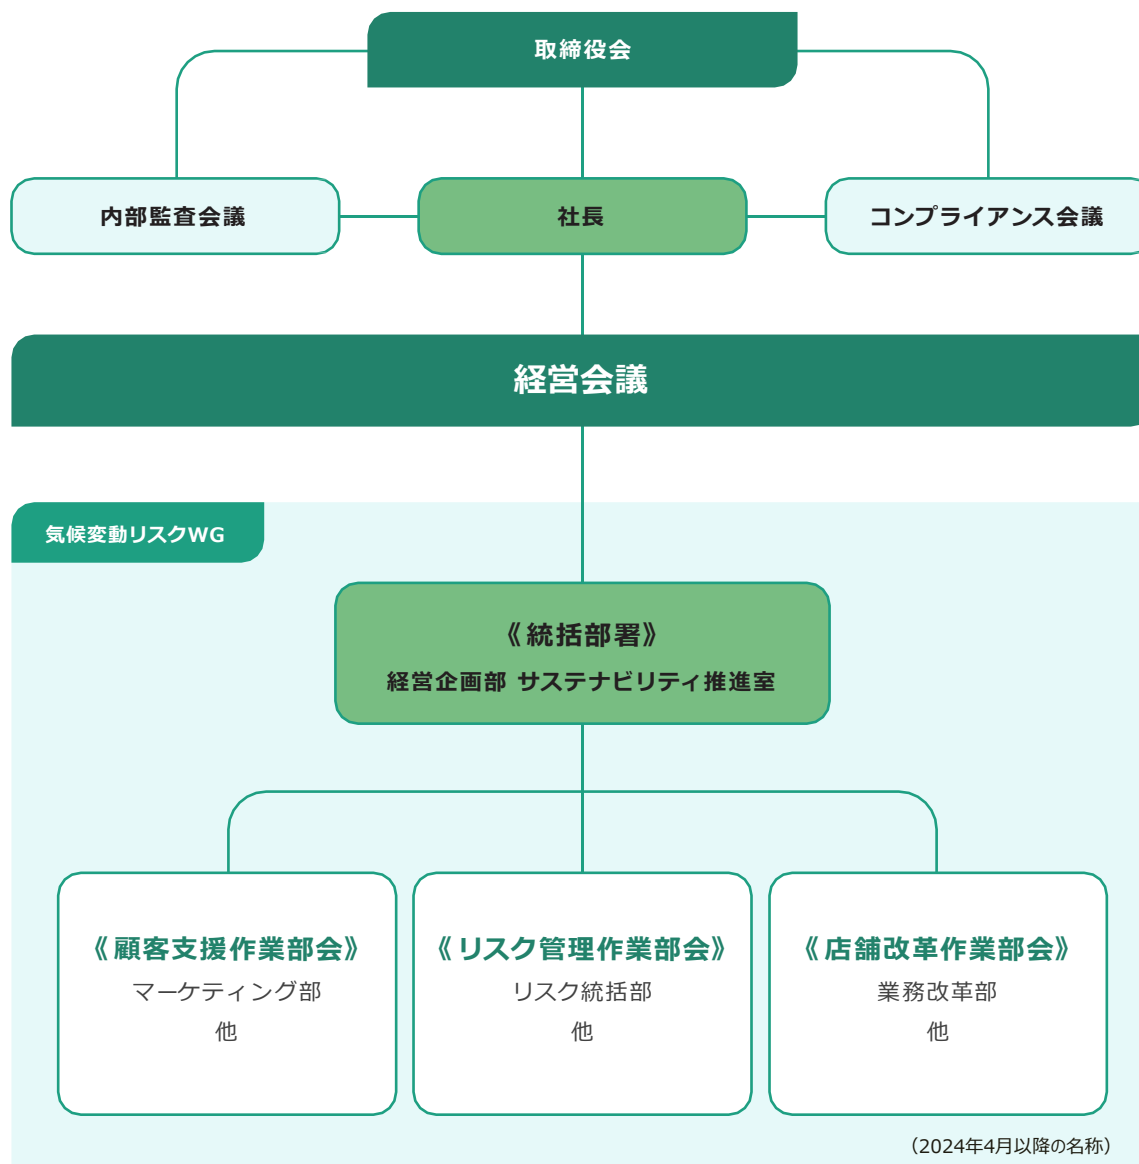 取締役会
内部監査会議
社長
コンプライアンス会議
経営会議
気候変動リスクWG
《統括部署》
経営企画部 サステナビリティ推進室
《顧客支援作業部会》
マーケティング部
他
《リスク管理作業部会》
リスク統括部
他
《店舗改革作業部会》
業務改革部
他
（2024年4月以降の名称）